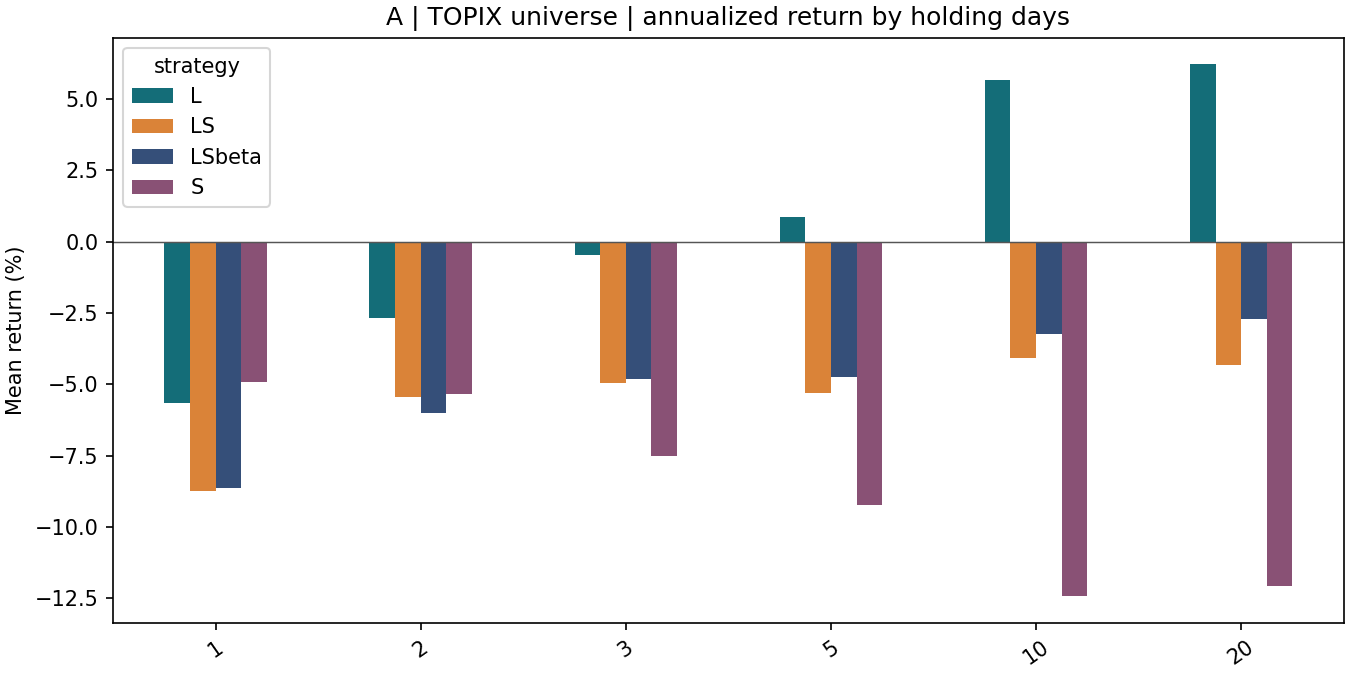 A | TOPIX universe | annualized return by holding days
strategy
L
LS
LSbeta
S
Mean return (%)
5.0
2.5
0.0
−2.5
−5.0
−7.5
−10.0
−12.5
1
2
3
5
10
20